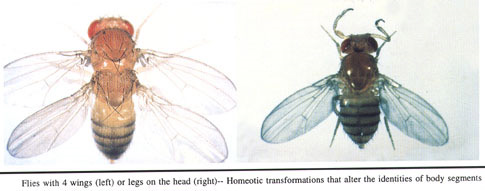 Flies with 4 wings (left) or legs on the head (right)-- Homeotic transformations that alter the identities of body segments